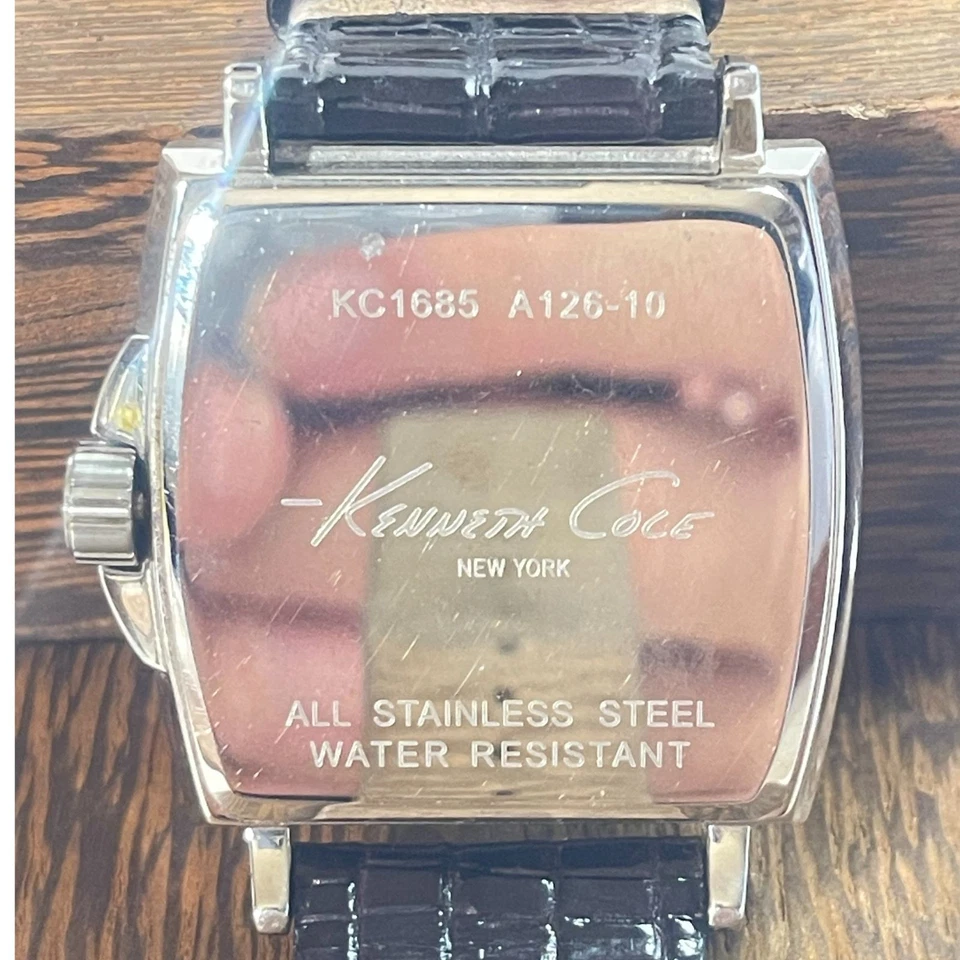 KC1685 A126-10
Kenneth Cole
NEW YORK
ALL STAINLESS STEEL
WATER RESISTANT